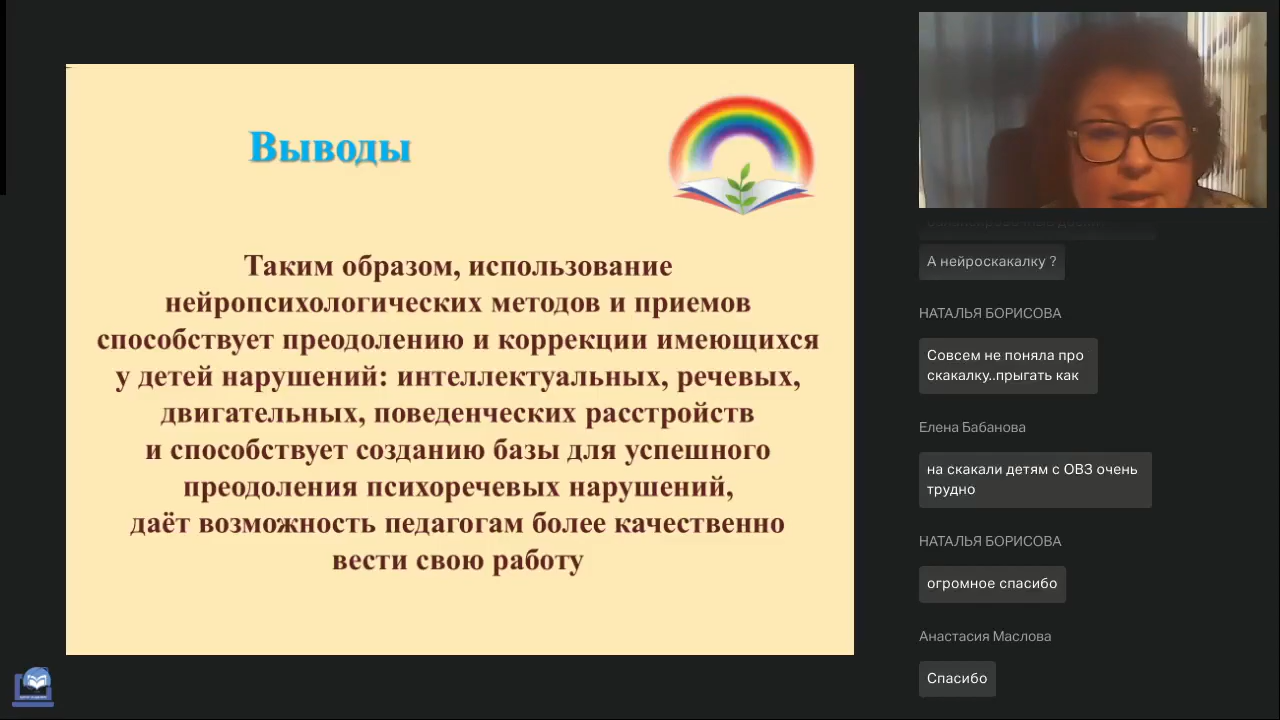 Выводы
Таким образом, использование
нейропсихологических методов и приемов
способствует преодолению и коррекции имеющихся
у детей нарушений: интеллектуальных, речевых,
двигательных, поведенческих расстройств
и способствует созданию базы для успешного
преодоления психоречевых нарушений,
даёт возможность педагогам более качественно
вести свою работу
А нейроскакалку ?
НАТАЛЬЯ БОРИСОВА
Совсем не поняла про
скакалку..прыгать как
Елена Бабанова
на скакали детям с ОВЗ очень
трудно
НАТАЛЬЯ БОРИСОВА
огромное спасибо
Анастасия Маслова
Спасибо